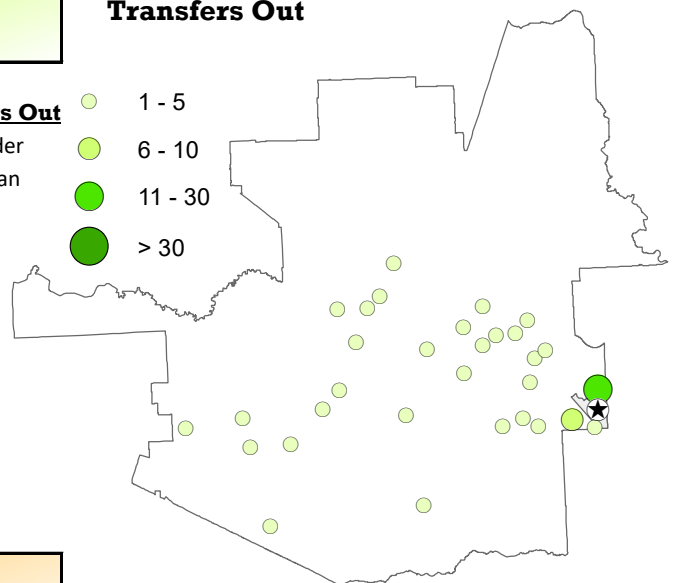 Transfers Out
s Out
der
an
1 - 5
6 - 10
11 - 30
> 30